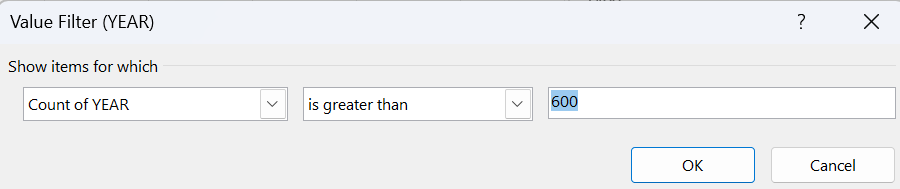 Value Filter (YEAR) ?
Show items for which
Count of YEAR is greater than 600
OK Cancel